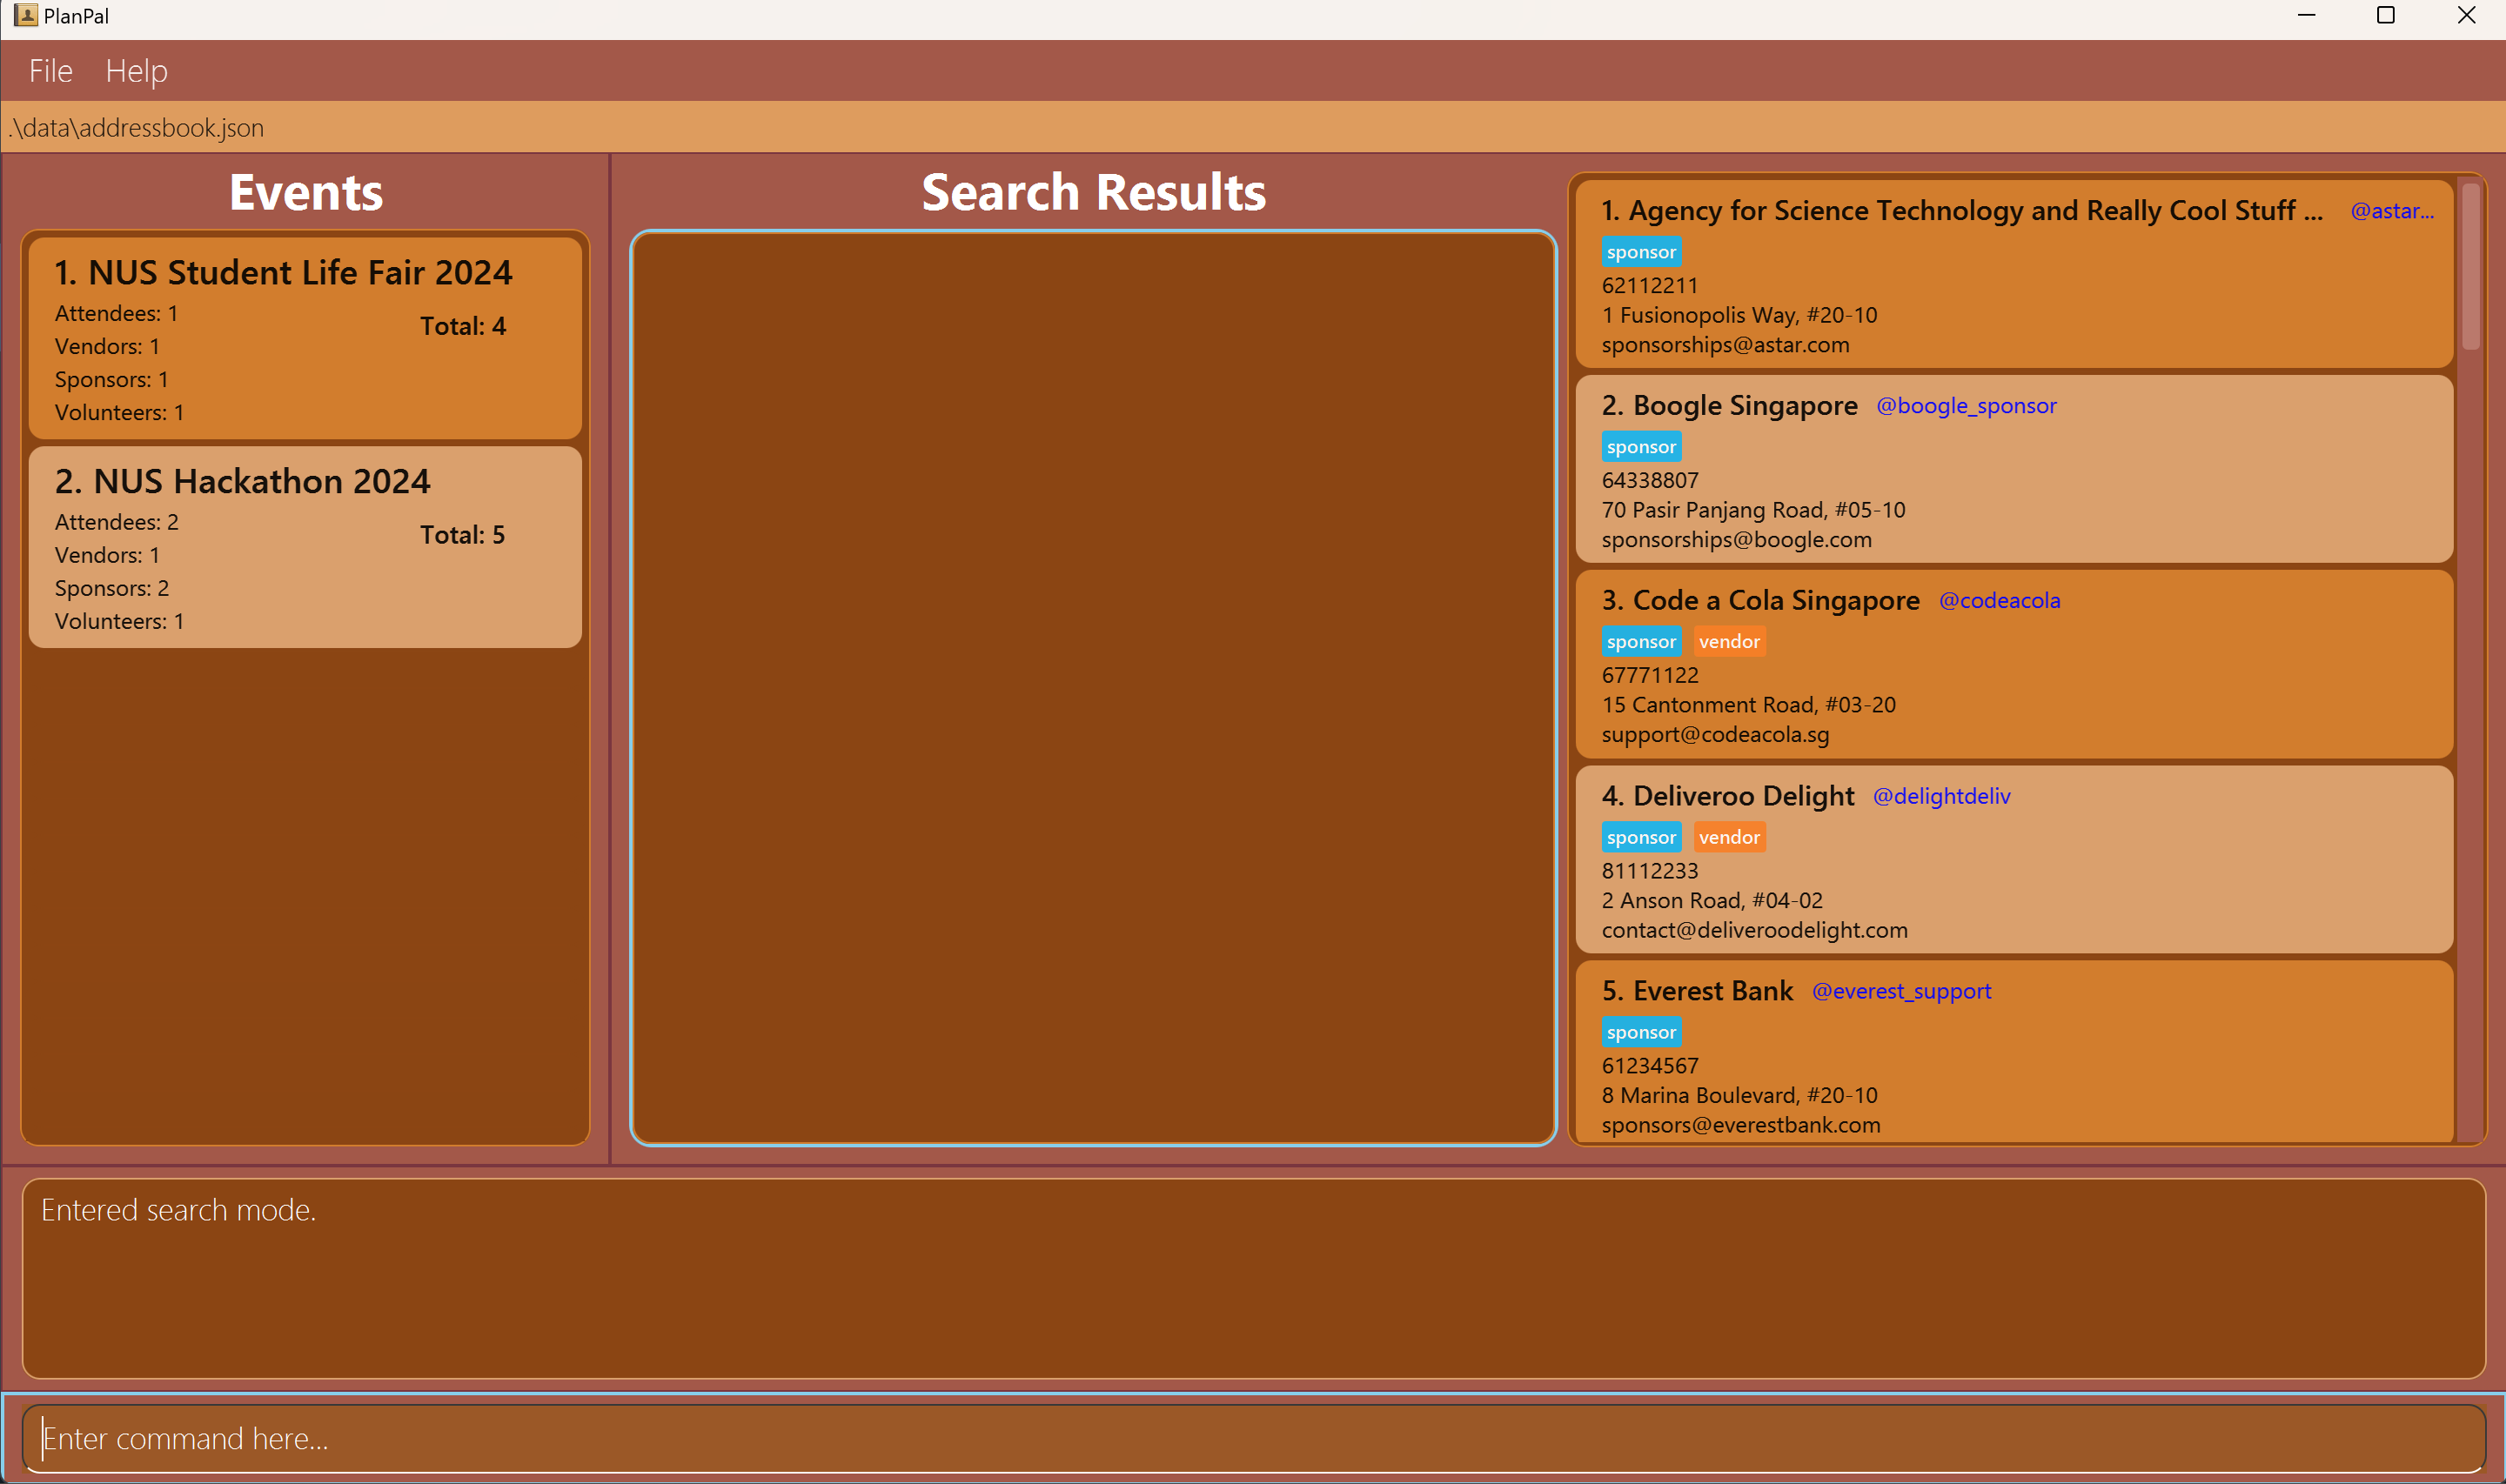 PlanPal
File Help
.\data\addressbook.json
Events
1. NUS Student Life Fair 2024
Attendees: 1
Total: 4
Vendors: 1
Sponsors: 1
Volunteers: 1
2. NUS Hackathon 2024
Attendees: 2
Total: 5
Vendors: 1
Sponsors: 2
Volunteers: 1
Search Results
1. Agency for Science Technology and Really Cool Stuff ... @astar...
sponsor
62112211
1 Fusionopolis Way, #20-10
sponsorships@astar.com
2. Boogle Singapore @boogle_sponsor
sponsor
64338807
70 Pasir Panjang Road, #05-10
sponsorships@boogle.com
3. Code a Cola Singapore @codeacola
sponsor vendor
67771122
15 Cantonment Road, #03-20
support@codeacola.sg
4. Deliveroo Delight @delightdeliv
sponsor vendor
81112233
2 Anson Road, #04-02
contact@deliveroodelight.com
5. Everest Bank @everest_support
sponsor
61234567
8 Marina Boulevard, #20-10
sponsors@everestbank.com
Entered search mode.
Enter command here...